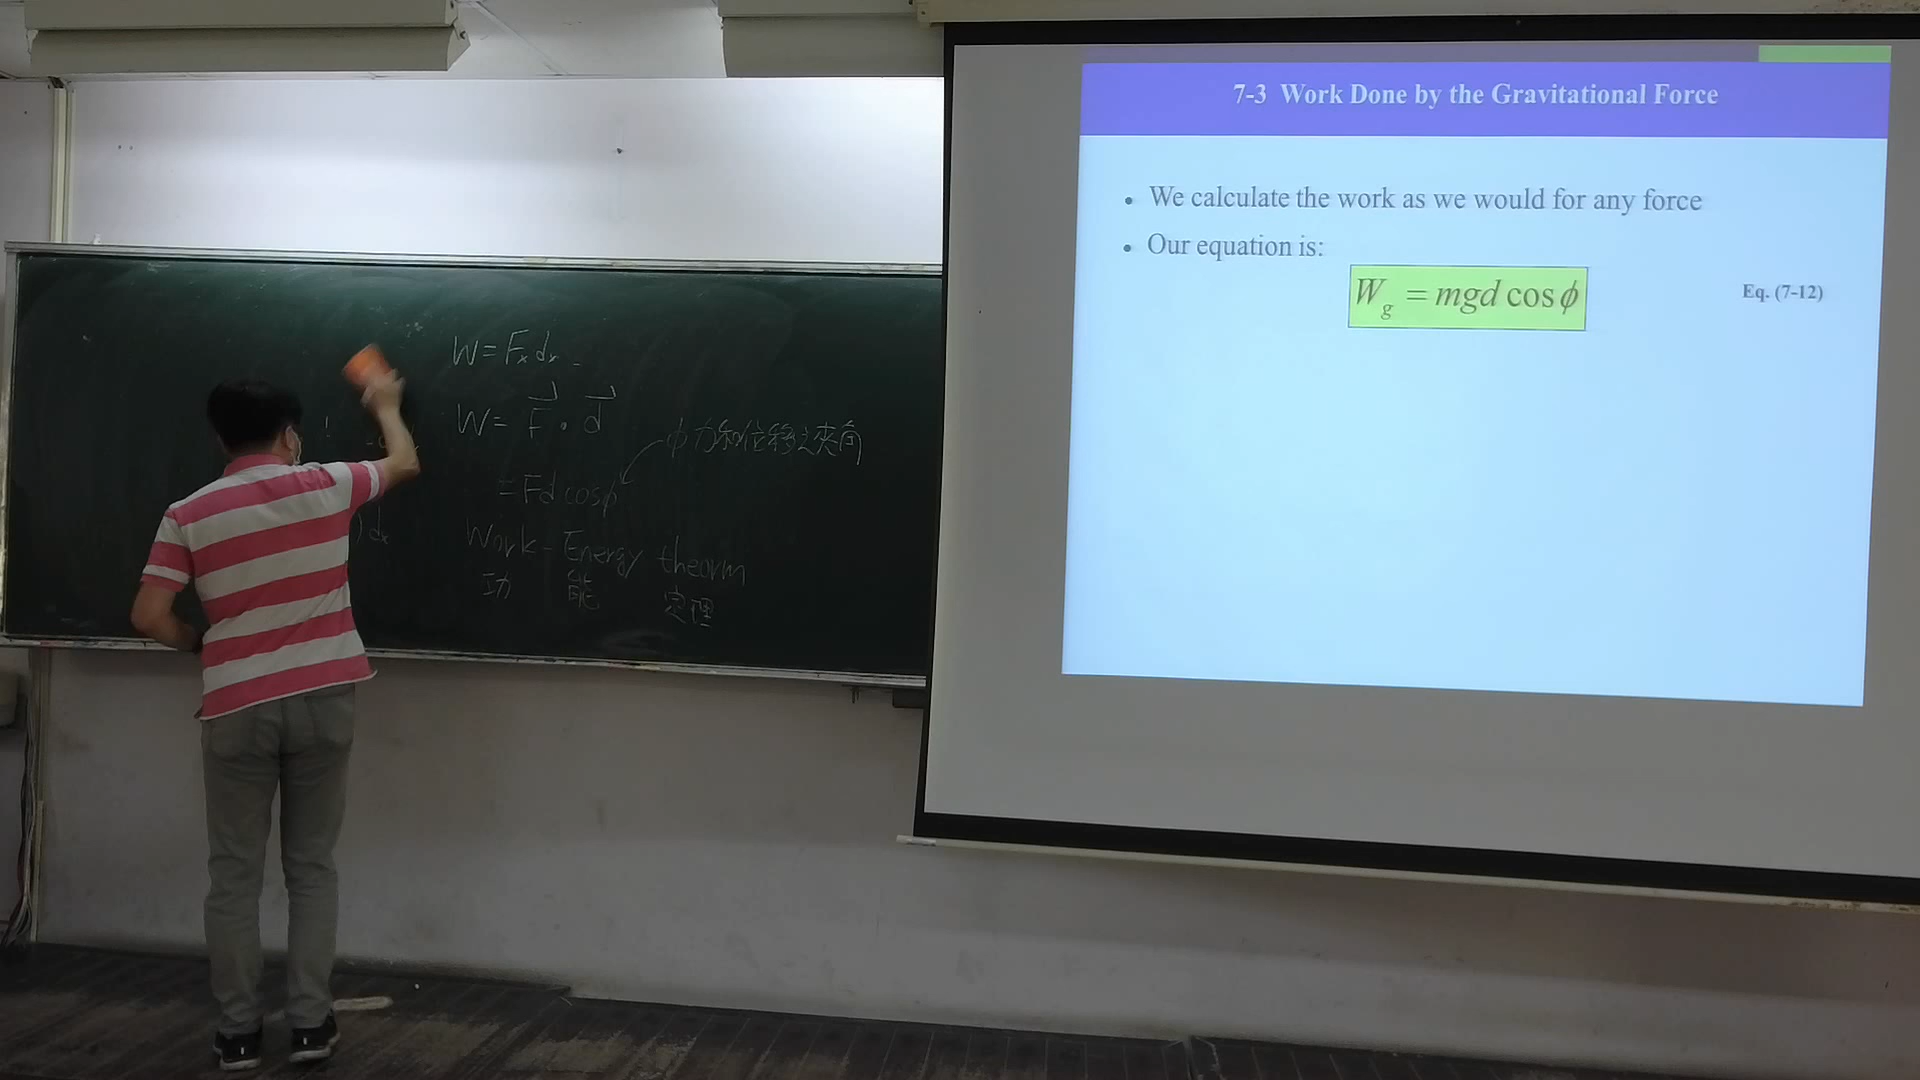 W = Fₓ dₓ
W = F⃗ · d⃗
φ 力和位移之夾角
= Fd cosφ
) dx
Work - Energy theorm
功 能 定理
7-3 Work Done by the Gravitational Force
• We calculate the work as we would for any force
• Our equation is:
W_g = mgd cos ϕ
Eq. (7-12)